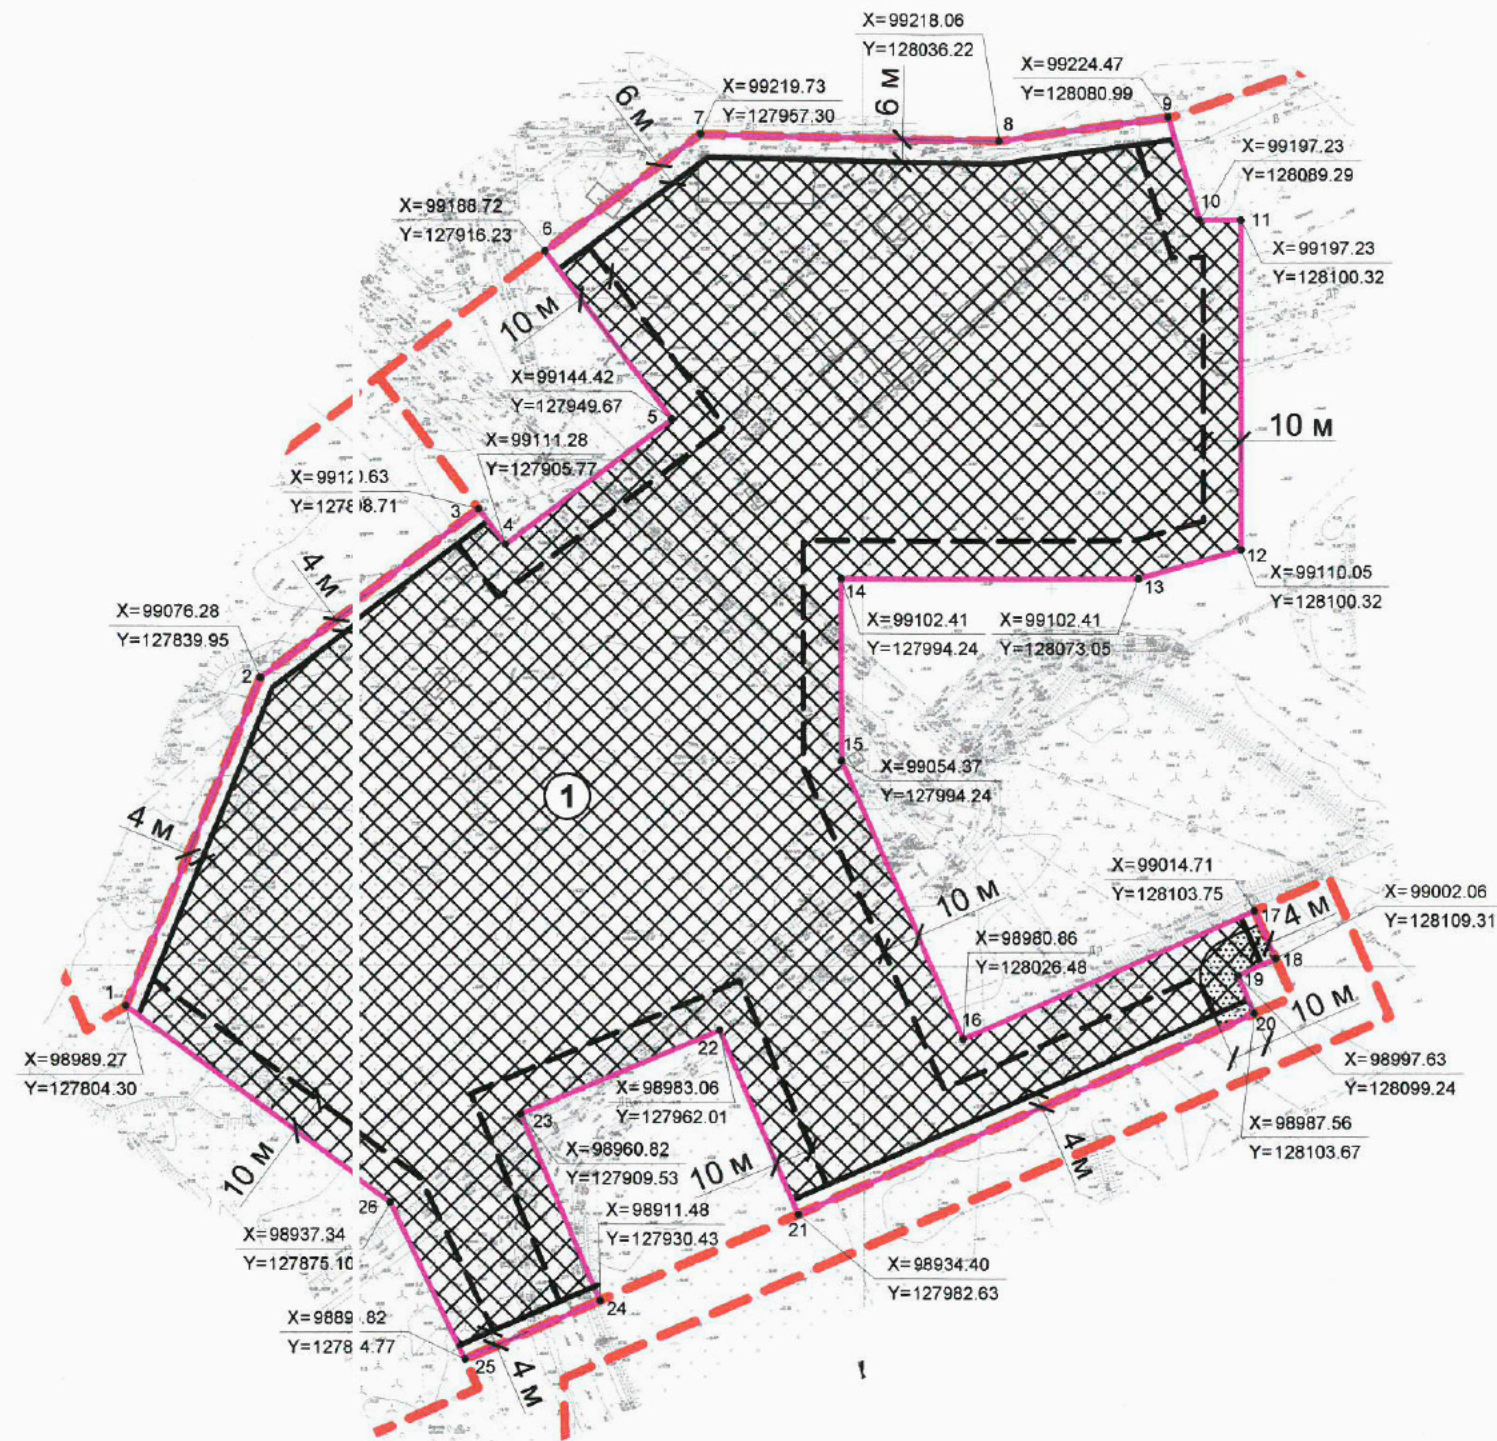 X=99218.06
Y=128036.22
X=99224.47
Y=128080.99
9
X=99219.73
Y=127957.30
7
8
6 м
6 м
X=99197.23
Y=128089.29
10
11
X=99188.72
Y=127916.23
6
X=99197.23
Y=128100.32
10 м
X=99144.42
Y=127949.67
5
10 м
X=99111.28
Y=127905.77
3
4
4 м
12
X=99110.05
Y=128100.32
13
14
X=99102.41
Y=127994.24
X=99102.41
Y=128073.05
X=99076.28
Y=127839.95
2
15
X=99054.37
Y=127994.24
1
4 м
X=99014.71
Y=128103.75
17
4 м
X=99002.06
Y=128109.31
10 м
X=98980.86
Y=128026.48
18
19
16
20
10 м
1
X=98989.27
Y=127804.30
22
X=98983.06
Y=127962.01
X=98997.63
Y=128099.24
23
4 м
X=98987.56
Y=128103.67
X=98960.82
Y=127909.53
10 м
10 м
26
X=98937.34
Y=127875.10
X=98911.48
Y=127930.43
21
X=98934.40
Y=127982.63
24
25
4 м